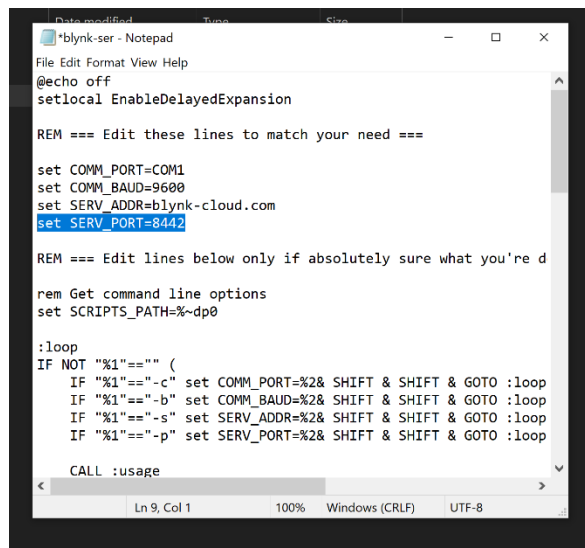 Date modified Type Size
*blynk-ser - Notepad
File Edit Format View Help
@echo off
setlocal EnableDelayedExpansion
REM === Edit these lines to match your need ===
set COMM_PORT=COM1
set COMM_BAUD=9600
set SERV_ADDR=blynk-cloud.com
set SERV_PORT=8442
REM === Edit lines below only if absolutely sure what you're d
rem Get command line options
set SCRIPTS_PATH=%~dp0
:loop
IF NOT "%1"=="" (
    IF "%1"=="-c" set COMM_PORT=%2& SHIFT & SHIFT & GOTO :loop
    IF "%1"=="-b" set COMM_BAUD=%2& SHIFT & SHIFT & GOTO :loop
    IF "%1"=="-s" set SERV_ADDR=%2& SHIFT & SHIFT & GOTO :loop
    IF "%1"=="-p" set SERV_PORT=%2& SHIFT & SHIFT & GOTO :loop
    CALL :usage
Ln 9, Col 1 100% Windows (CRLF) UTF-8